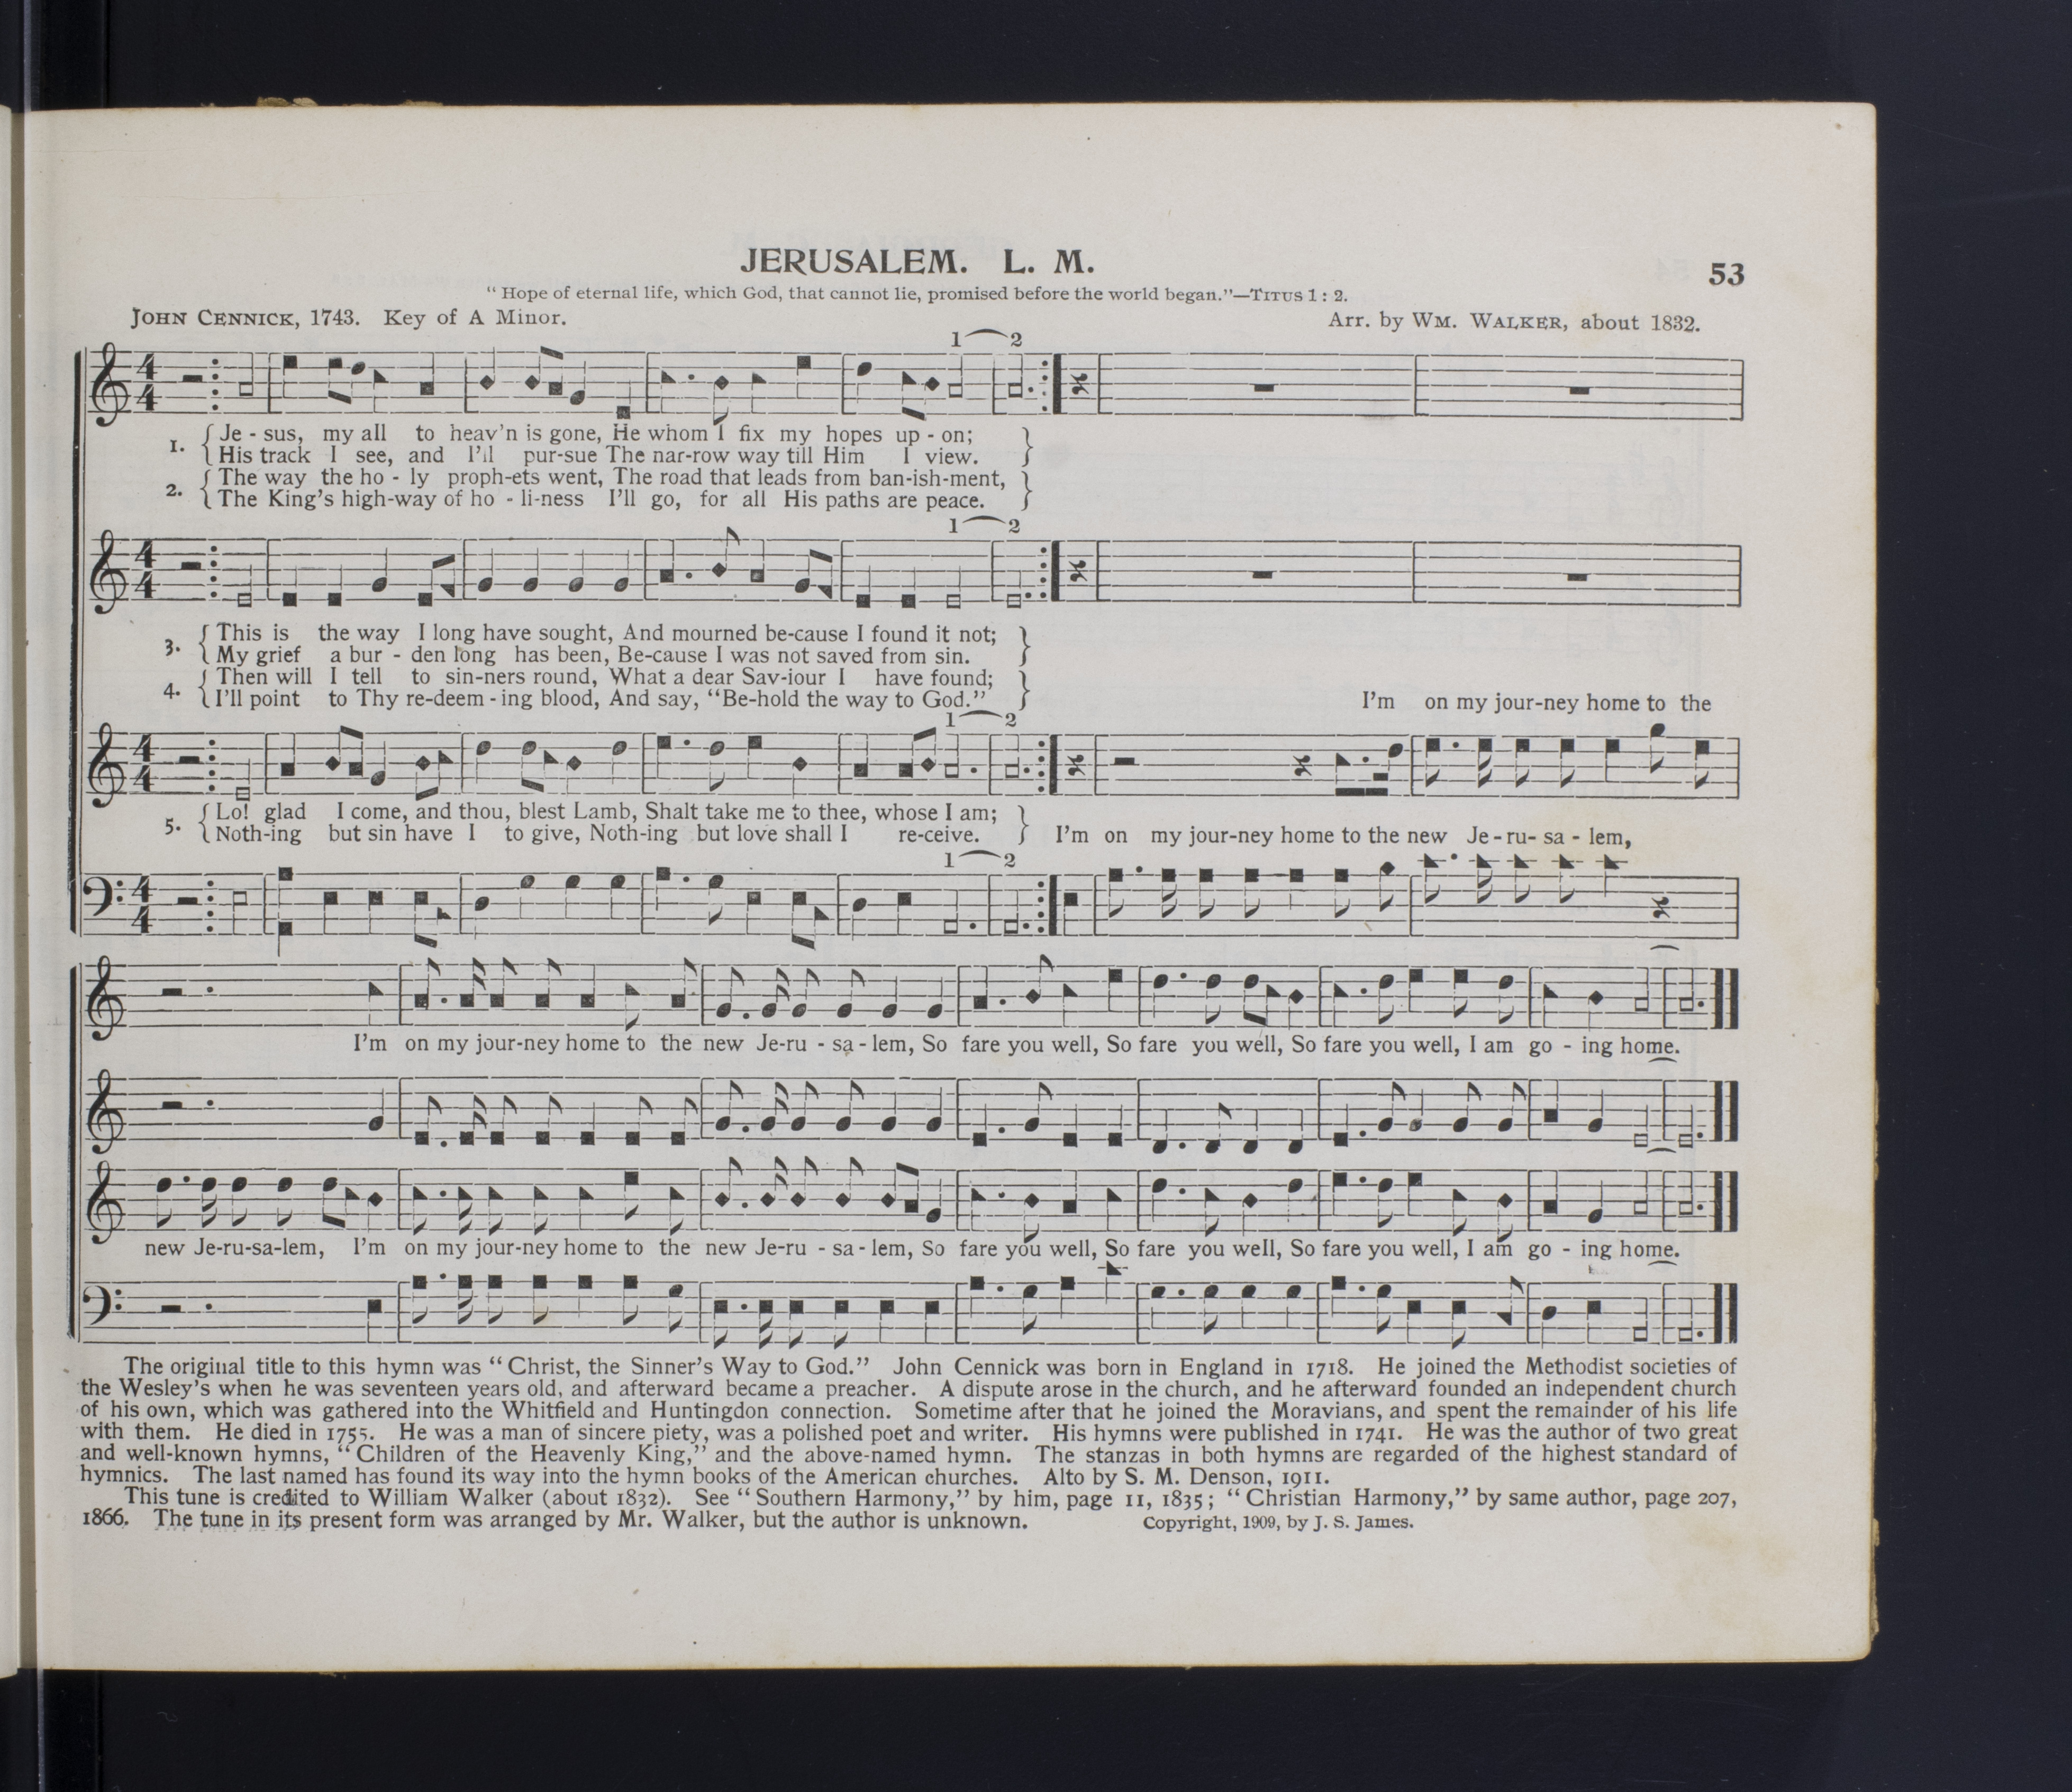 JERUSALEM. L. M.
53
“Hope of eternal life, which God, that cannot lie, promised before the world began.”—TITUS 1 : 2.
JOHN CENNICK, 1743. Key of A Minor.
Arr. by WM. WALKER, about 1832.
1 2
4
4
1. { Je - sus, my all to heav’n is gone, He whom I fix my hopes up - on; }
{ His track I see, and I’ll pur-sue The nar-row way till Him I view. }
2. { The way the ho - ly proph-ets went, The road that leads from ban-ish-ment, }
{ The King’s high-way of ho - li-ness I’ll go, for all His paths are peace. }
1 2
4
4
3. { This is the way I long have sought, And mourned be-cause I found it not; }
{ My grief a bur - den long has been, Be-cause I was not saved from sin. }
4. { Then will I tell to sin-ners round, What a dear Sav-iour I have found; }
{ I’ll point to Thy re-deem - ing blood, And say, “Be-hold the way to God.” }
I’m on my jour-ney home to the
1 2
4
4
5. { Lo! glad I come, and thou, blest Lamb, Shalt take me to thee, whose I am; }
{ Noth-ing but sin have I to give, Noth-ing but love shall I re-ceive. }
I’m on my jour-ney home to the new Je - ru- sa - lem,
1 2
4
4
I’m on my jour-ney home to the new Je-ru - sa - lem, So fare you well, So fare you well, So fare you well, I am go - ing home.
new Je-ru-sa-lem, I’m on my jour-ney home to the new Je-ru - sa - lem, So fare you well, So fare you well, So fare you well, I am go - ing home.
The original title to this hymn was “Christ, the Sinner’s Way to God.” John Cennick was born in England in 1718. He joined the Methodist societies of
the Wesley’s when he was seventeen years old, and afterward became a preacher. A dispute arose in the church, and he afterward founded an independent church
of his own, which was gathered into the Whitfield and Huntingdon connection. Sometime after that he joined the Moravians, and spent the remainder of his life
with them. He died in 1755. He was a man of sincere piety, was a polished poet and writer. His hymns were published in 1741. He was the author of two great
and well-known hymns, “Children of the Heavenly King,” and the above-named hymn. The stanzas in both hymns are regarded of the highest standard of
hymnics. The last named has found its way into the hymn books of the American churches. Alto by S. M. Denson, 1911.
This tune is credited to William Walker (about 1832). See “Southern Harmony,” by him, page 11, 1835; “Christian Harmony,” by same author, page 207,
1866. The tune in its present form was arranged by Mr. Walker, but the author is unknown.
Copyright, 1909, by J. S. James.